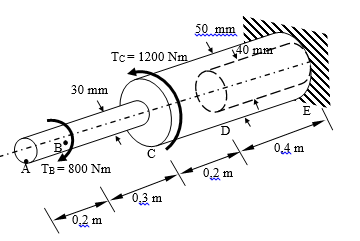 50 mm
40 mm
Tc= 1200 Nm
30 mm
E
D
C
B
A
TB= 800 Nm
0,4 m
0,2 m
0,3 m
0,2 m